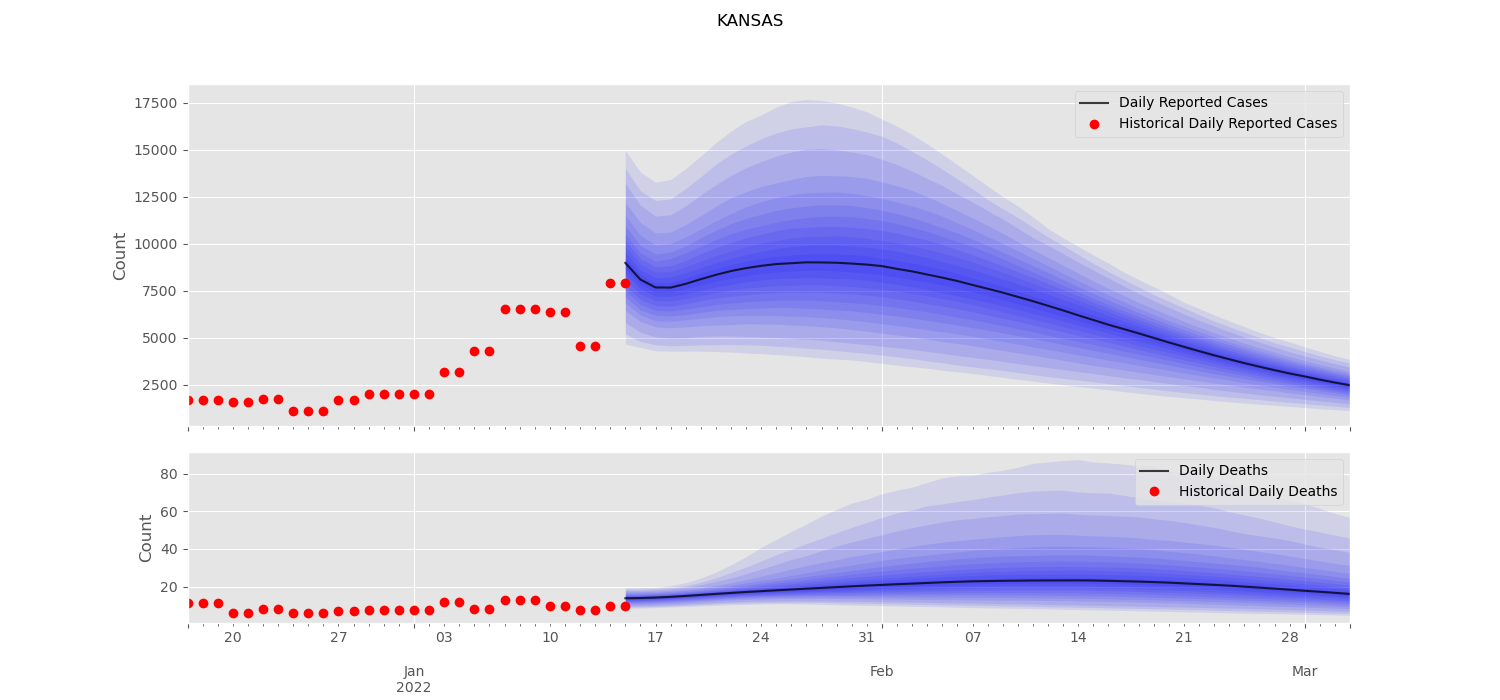 KANSAS
Count
17500
15000
12500
10000
7500
5000
2500
Daily Reported Cases
Historical Daily Reported Cases
Count
80
60
40
20
Daily Deaths
Historical Daily Deaths
20 27 03 10 17 24 31 07 14 21 28
Jan Feb Mar
2022